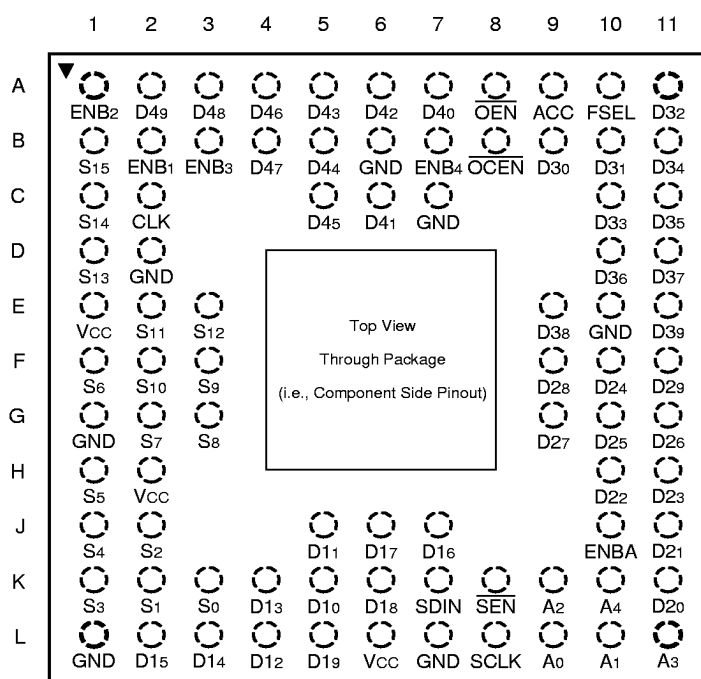 1 2 3 4 5 6 7 8 9 10 11
A
ENB2 D49 D48 D46 D43 D42 D40 OEN ACC FSEL D32
B
S15 ENB1 ENB3 D47 D44 GND ENB4 OCEN D30 D31 D34
C
S14 CLK D45 D41 GND D33 D35
D
S13 GND D36 D37
E
VCC S11 S12 D38 GND D39
Top View
Through Package
(i.e., Component Side Pinout)
F
S6 S10 S9 D28 D24 D29
G
GND S7 S8 D27 D25 D26
H
S5 VCC D22 D23
J
S4 S2 D11 D17 D16 ENBA D21
K
S3 S1 S0 D13 D10 D18 SDIN SEN A2 A4 D20
L
GND D15 D14 D12 D19 VCC GND SCLK A0 A1 A3